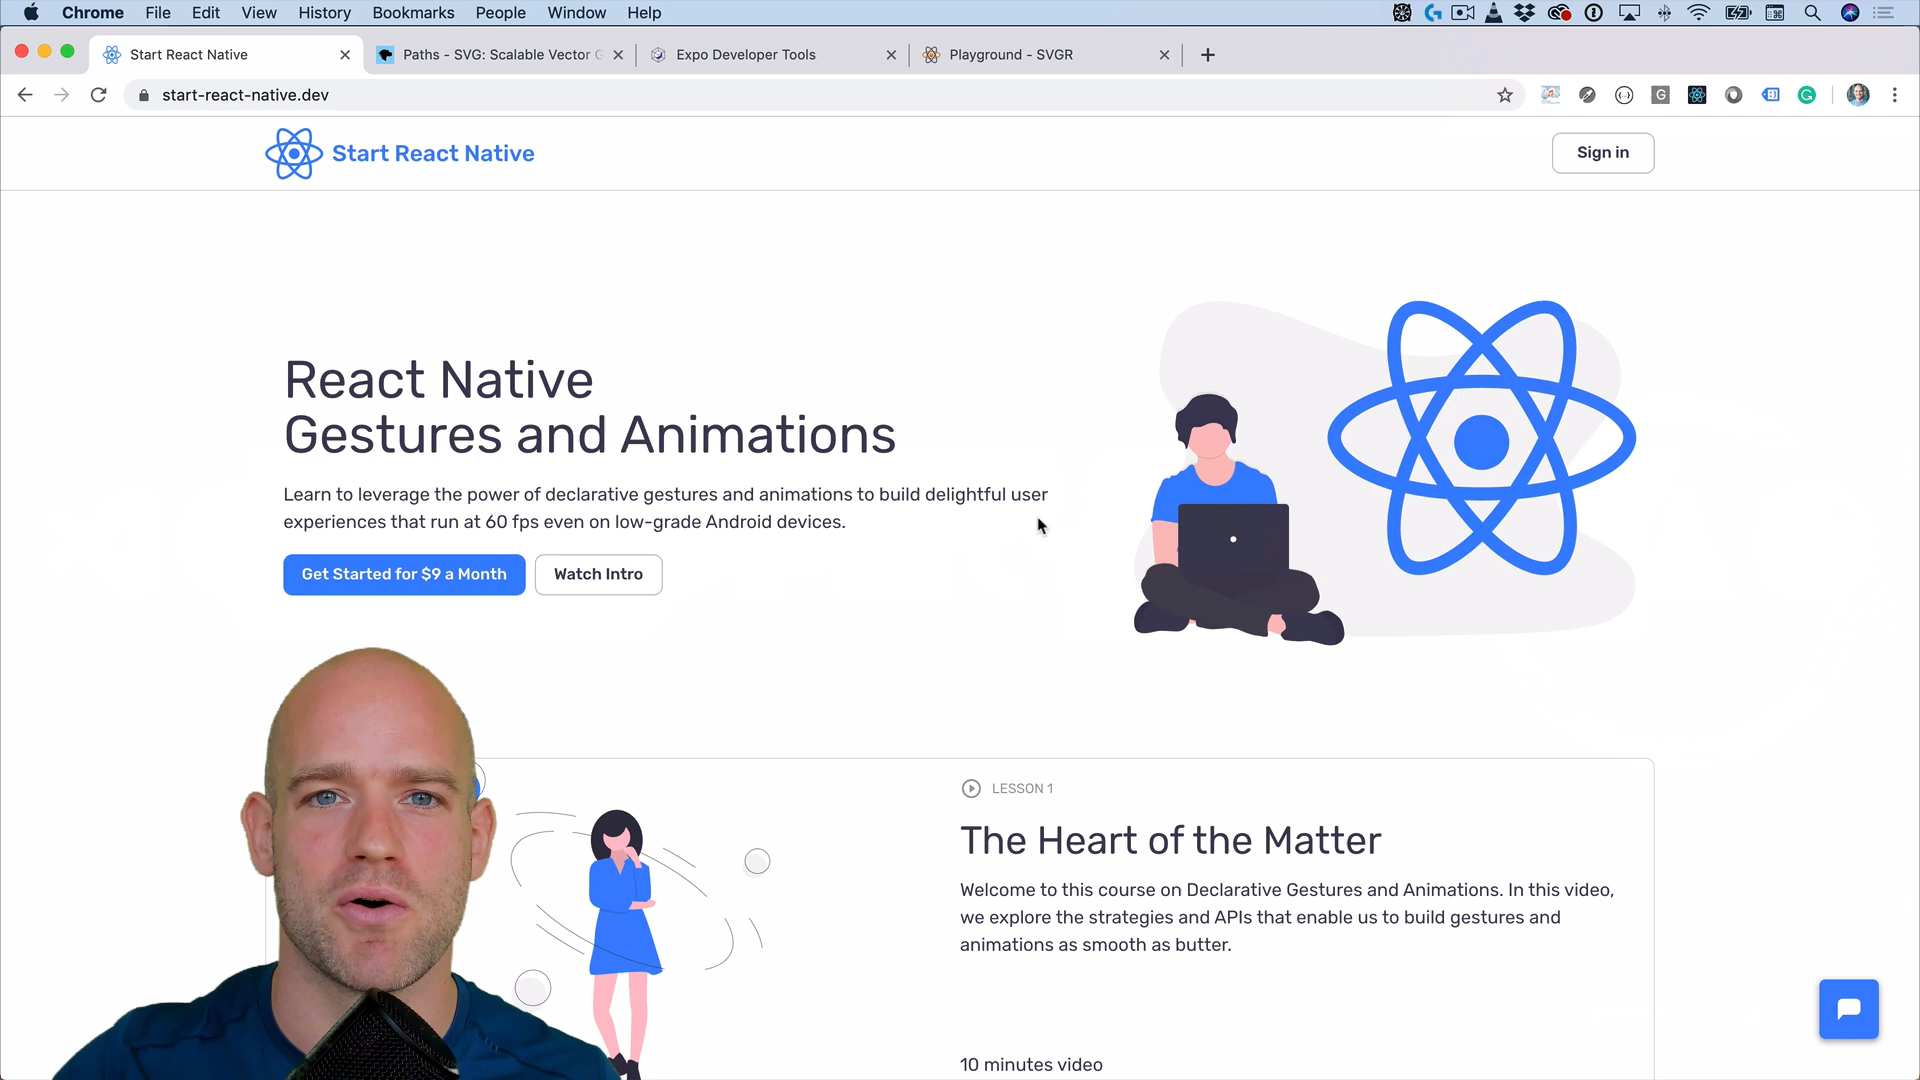 Chrome File Edit View History Bookmarks People Window Help
Start React Native
Paths - SVG: Scalable Vector G
Expo Developer Tools
Playground - SVGR
start-react-native.dev
Start React Native
Sign in
React Native
Gestures and Animations
Learn to leverage the power of declarative gestures and animations to build delightful user
experiences that run at 60 fps even on low-grade Android devices.
Get Started for $9 a Month
Watch Intro
LESSON 1
The Heart of the Matter
Welcome to this course on Declarative Gestures and Animations. In this video,
we explore the strategies and APIs that enable us to build gestures and
animations as smooth as butter.
10 minutes video